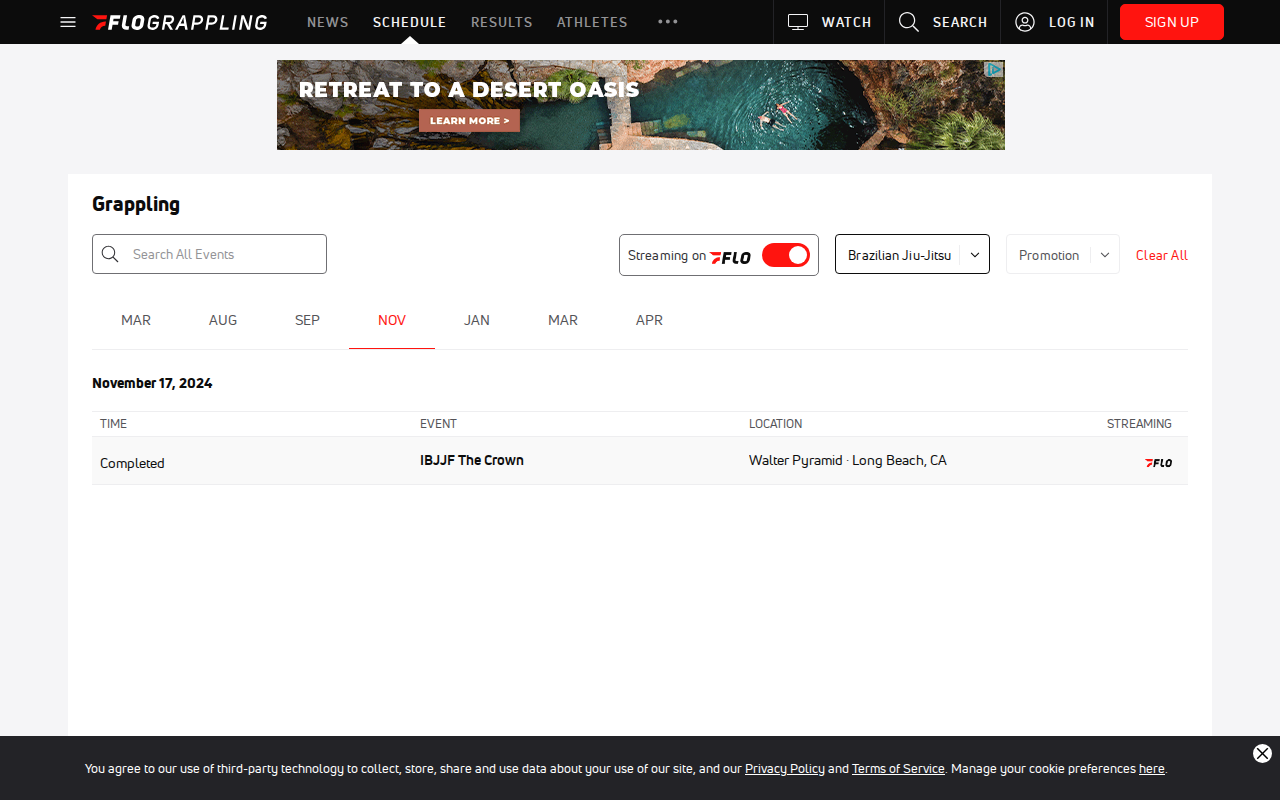 FLOGRAPPLING NEWS SCHEDULE RESULTS ATHLETES WATCH SEARCH LOG IN SIGN UP
RETREAT TO A DESERT OASIS
LEARN MORE >
Grappling
Search All Events Streaming on FLO Brazilian Jiu-Jitsu Promotion Clear All
MAR AUG SEP NOV JAN MAR APR
November 17, 2024
TIME EVENT LOCATION STREAMING
Completed IBJJF The Crown Walter Pyramid · Long Beach, CA FLO
You agree to our use of third-party technology to collect, store, share and use data about your use of our site, and our Privacy Policy and Terms of Service. Manage your cookie preferences here.